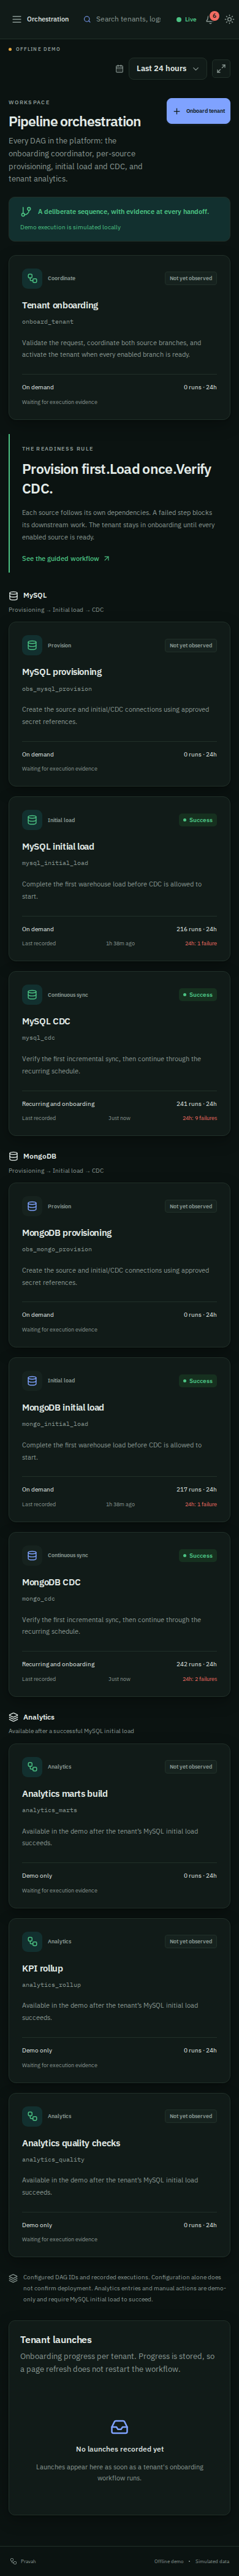 Orchestration
Search tenants, log
Live
6
OFFLINE DEMO
Last 24 hours
WORKSPACE
Pipeline orchestration
Onboard tenant
Every DAG in the platform: the
onboarding coordinator, per-source
provisioning, initial load and CDC, and
tenant analytics.
A deliberate sequence, with evidence at every handoff.
Demo execution is simulated locally
Coordinate
Not yet observed
Tenant onboarding
onboard_tenant
Validate the request, coordinate both source branches, and
activate the tenant when every enabled branch is ready.
On demand
0 runs · 24h
Waiting for execution evidence
THE READINESS RULE
Provision first.Load once.Verify
CDC.
Each source follows its own dependencies. A failed step blocks
its downstream work. The tenant stays in onboarding until every
enabled source is ready.
See the guided workflow
MySQL
Provisioning → Initial load → CDC
Provision
Not yet observed
MySQL provisioning
obs_mysql_provision
Create the source and initial/CDC connections using approved
secret references.
On demand
0 runs · 24h
Waiting for execution evidence
Initial load
Success
MySQL initial load
mysql_initial_load
Complete the first warehouse load before CDC is allowed to
start.
On demand
216 runs · 24h
Last recorded
1h 38m ago
24h: 1 failure
Continuous sync
Success
MySQL CDC
mysql_cdc
Verify the first incremental sync, then continue through the
recurring schedule.
Recurring and onboarding
241 runs · 24h
Last recorded
Just now
24h: 9 failures
MongoDB
Provisioning → Initial load → CDC
Provision
Not yet observed
MongoDB provisioning
obs_mongo_provision
Create the source and initial/CDC connections using approved
secret references.
On demand
0 runs · 24h
Waiting for execution evidence
Initial load
Success
MongoDB initial load
mongo_initial_load
Complete the first warehouse load before CDC is allowed to
start.
On demand
217 runs · 24h
Last recorded
1h 38m ago
24h: 1 failure
Continuous sync
Success
MongoDB CDC
mongo_cdc
Verify the first incremental sync, then continue through the
recurring schedule.
Recurring and onboarding
242 runs · 24h
Last recorded
Just now
24h: 2 failures
Analytics
Available after a successful MySQL initial load
Analytics
Not yet observed
Analytics marts build
analytics_marts
Available in the demo after the tenant's MySQL initial load
succeeds.
Demo only
0 runs · 24h
Waiting for execution evidence
Analytics
Not yet observed
KPI rollup
analytics_rollup
Available in the demo after the tenant's MySQL initial load
succeeds.
Demo only
0 runs · 24h
Waiting for execution evidence
Analytics
Not yet observed
Analytics quality checks
analytics_quality
Available in the demo after the tenant's MySQL initial load
succeeds.
Demo only
0 runs · 24h
Waiting for execution evidence
Configured DAG IDs and recorded executions. Configuration alone does
not confirm deployment. Analytics entries and manual actions are demo-
only and require MySQL initial load to succeed.
Tenant launches
Onboarding progress per tenant. Progress is stored, so
a page refresh does not restart the workflow.
No launches recorded yet
Launches appear here as soon as a tenant's onboarding
workflow runs.
Pravah
Offline demo • Simulated data